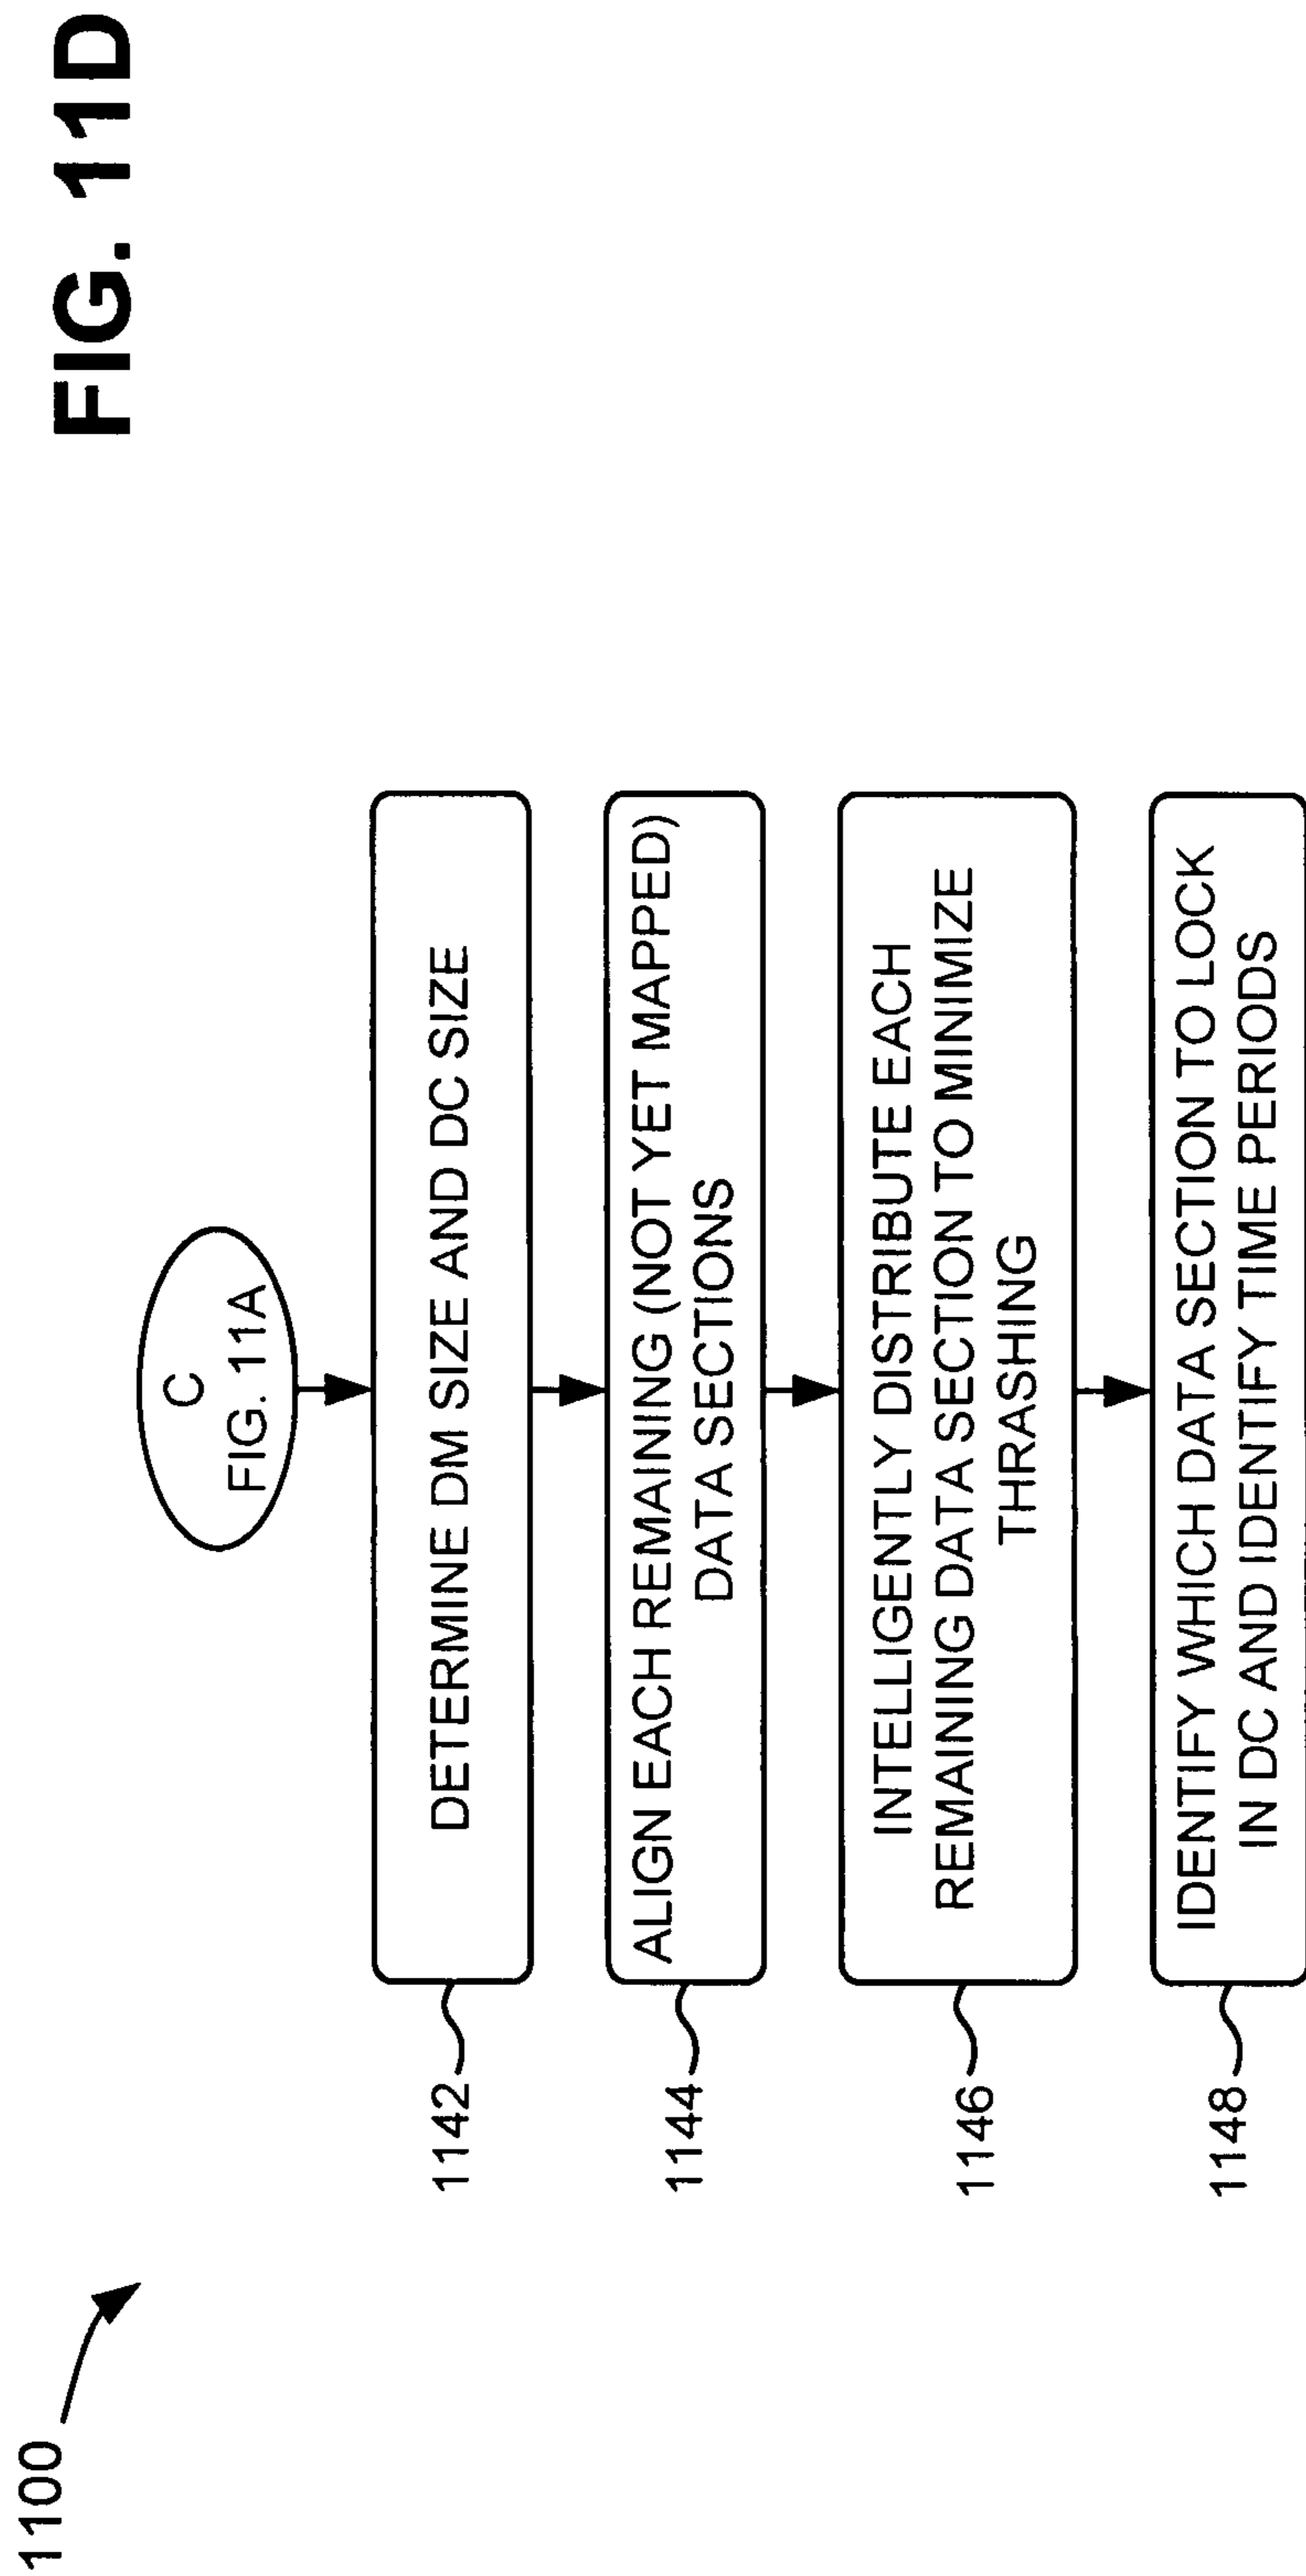 FIG. 11D
1100
C
FIG. 11A
1142
DETERMINE DM SIZE AND DC SIZE
1144
ALIGN EACH REMAINING (NOT YET MAPPED)
DATA SECTIONS
1146
INTELLIGENTLY DISTRIBUTE EACH
REMAINING DATA SECTION TO MINIMIZE
THRASHING
1148
IDENTIFY WHICH DATA SECTION TO LOCK
IN DC AND IDENTIFY TIME PERIODS